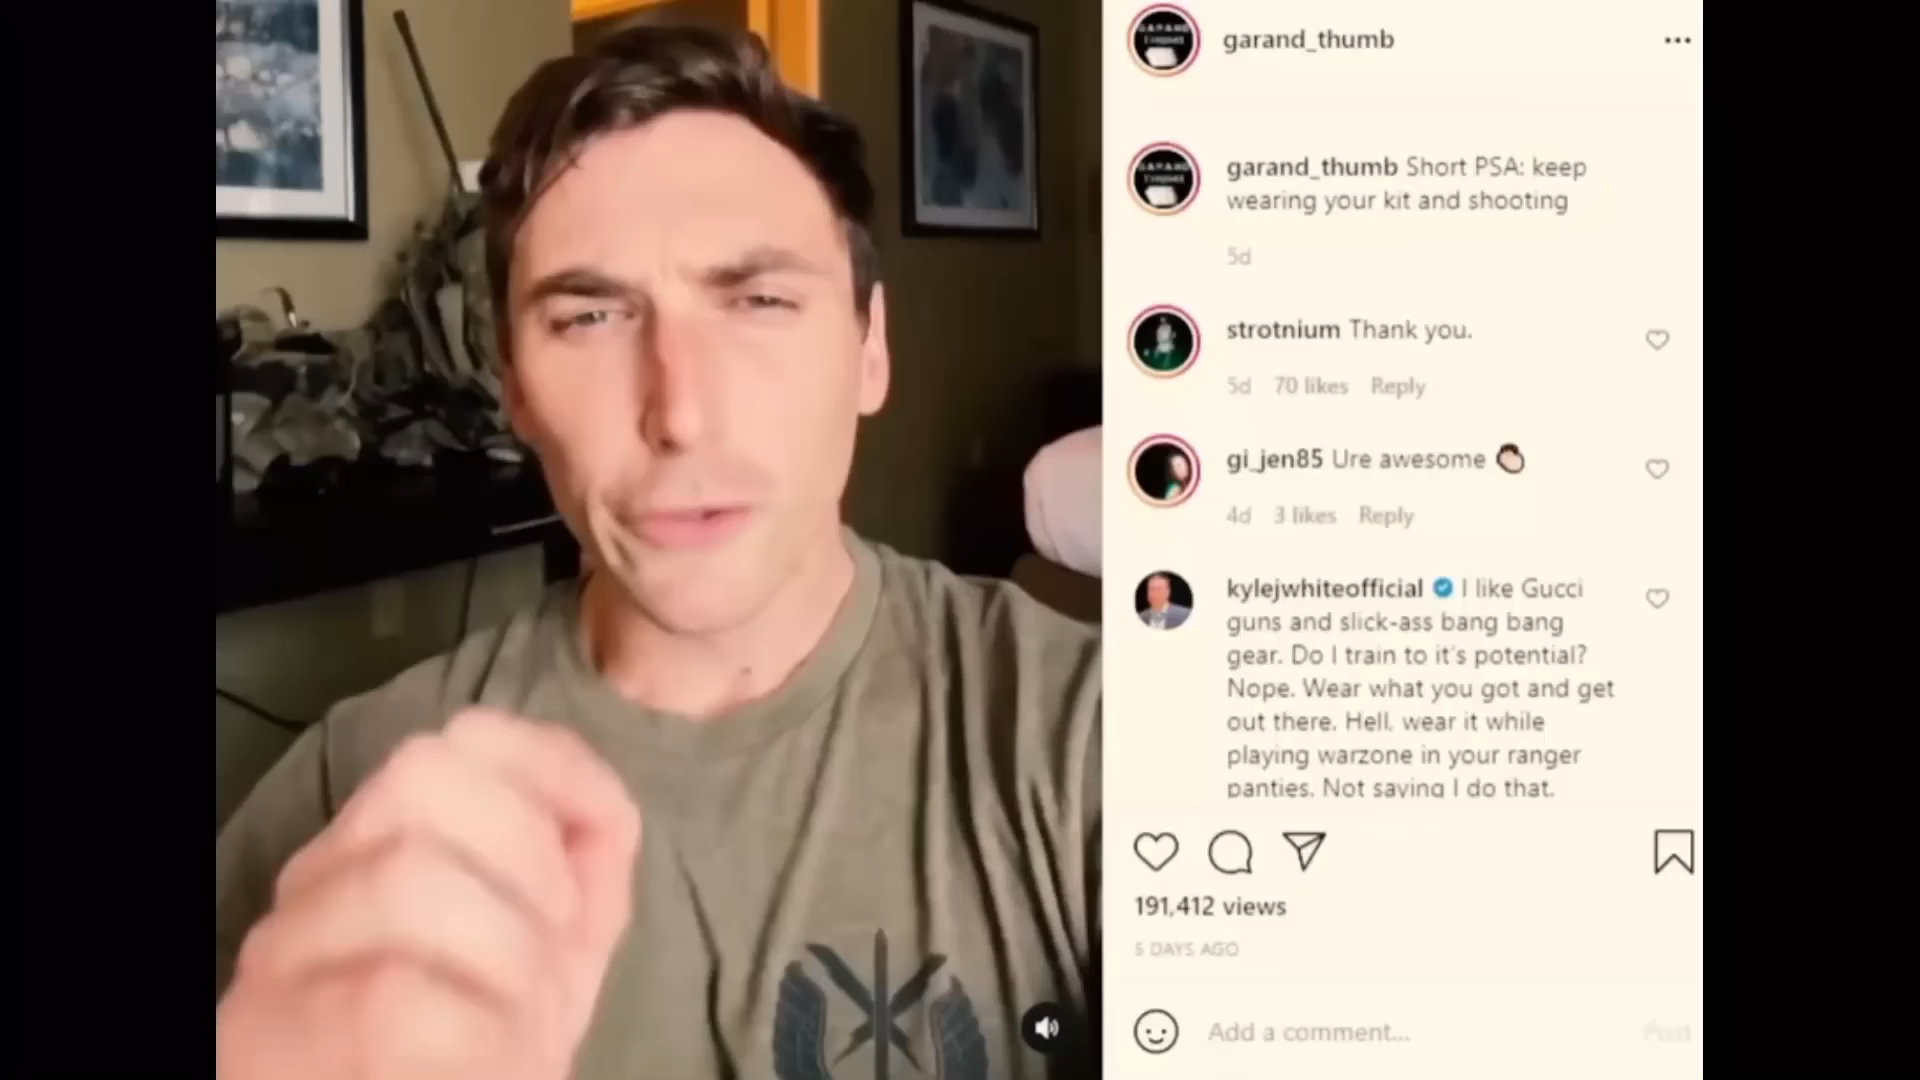 garand_thumb
garand_thumb Short PSA: keep
wearing your kit and shooting
5d
strotnium Thank you.
5d 70 likes Reply
gi_jen85 Ure awesome
4d 3 likes Reply
kylejwhiteofficial I like Gucci
guns and slick-ass bang bang
gear. Do I train to it's potential?
Nope. Wear what you got and get
out there. Hell, wear it while
playing warzone in your ranger
panties. Not saying I do that.
191,412 views
5 DAYS AGO
Add a comment...
Post